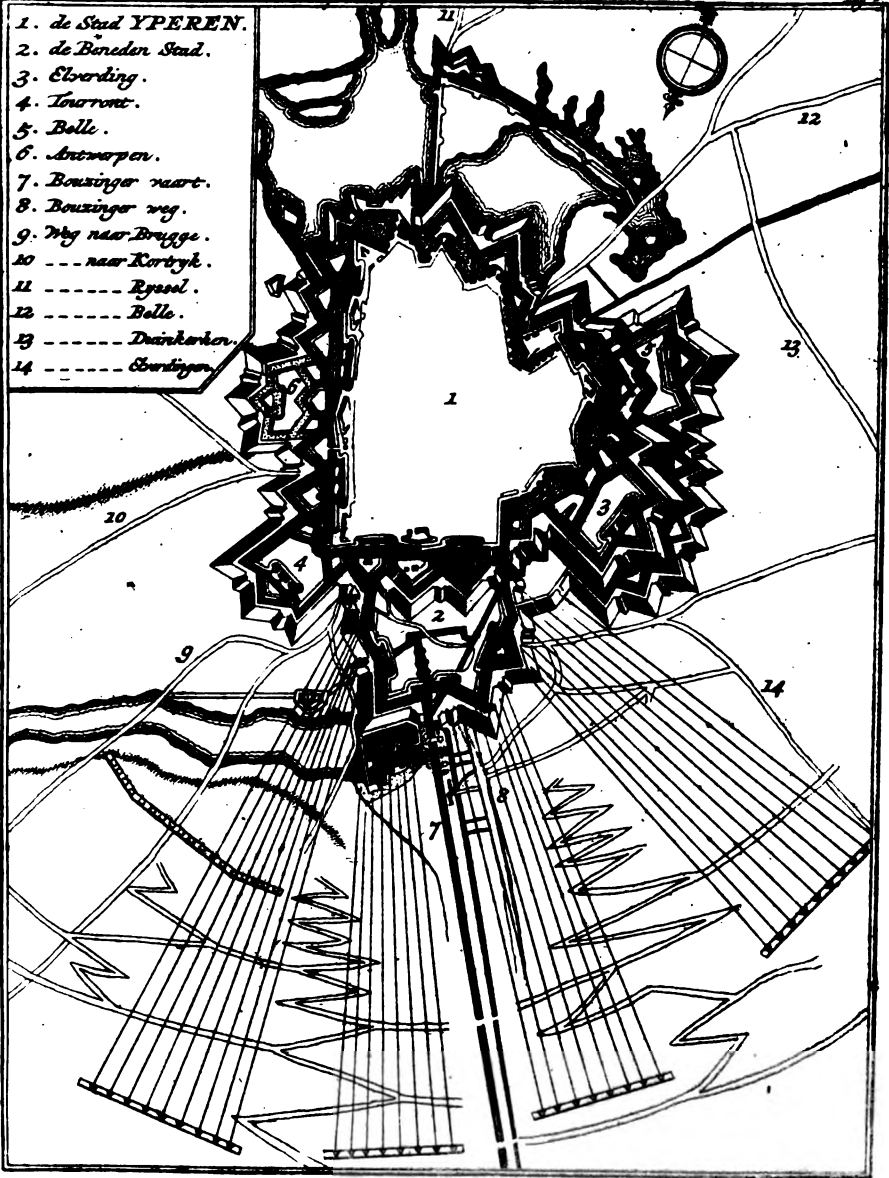 1. de Stad YPEREN.
2. de Beneden Stad.
3. Elverding.
4. Tourront.
5. Belle.
6. Antwerpen.
7. Bouzinger vaart.
8. Bouzinger weg.
9. Weg naar Brugge.
10 --- naar Kortryk.
11 ------ Ryssel.
12 ------ Belle.
13 ------ Duinkerken.
14 ------ Elverdingen
11
12
13
5
1
6
3
10
4
2
9
14
8
7